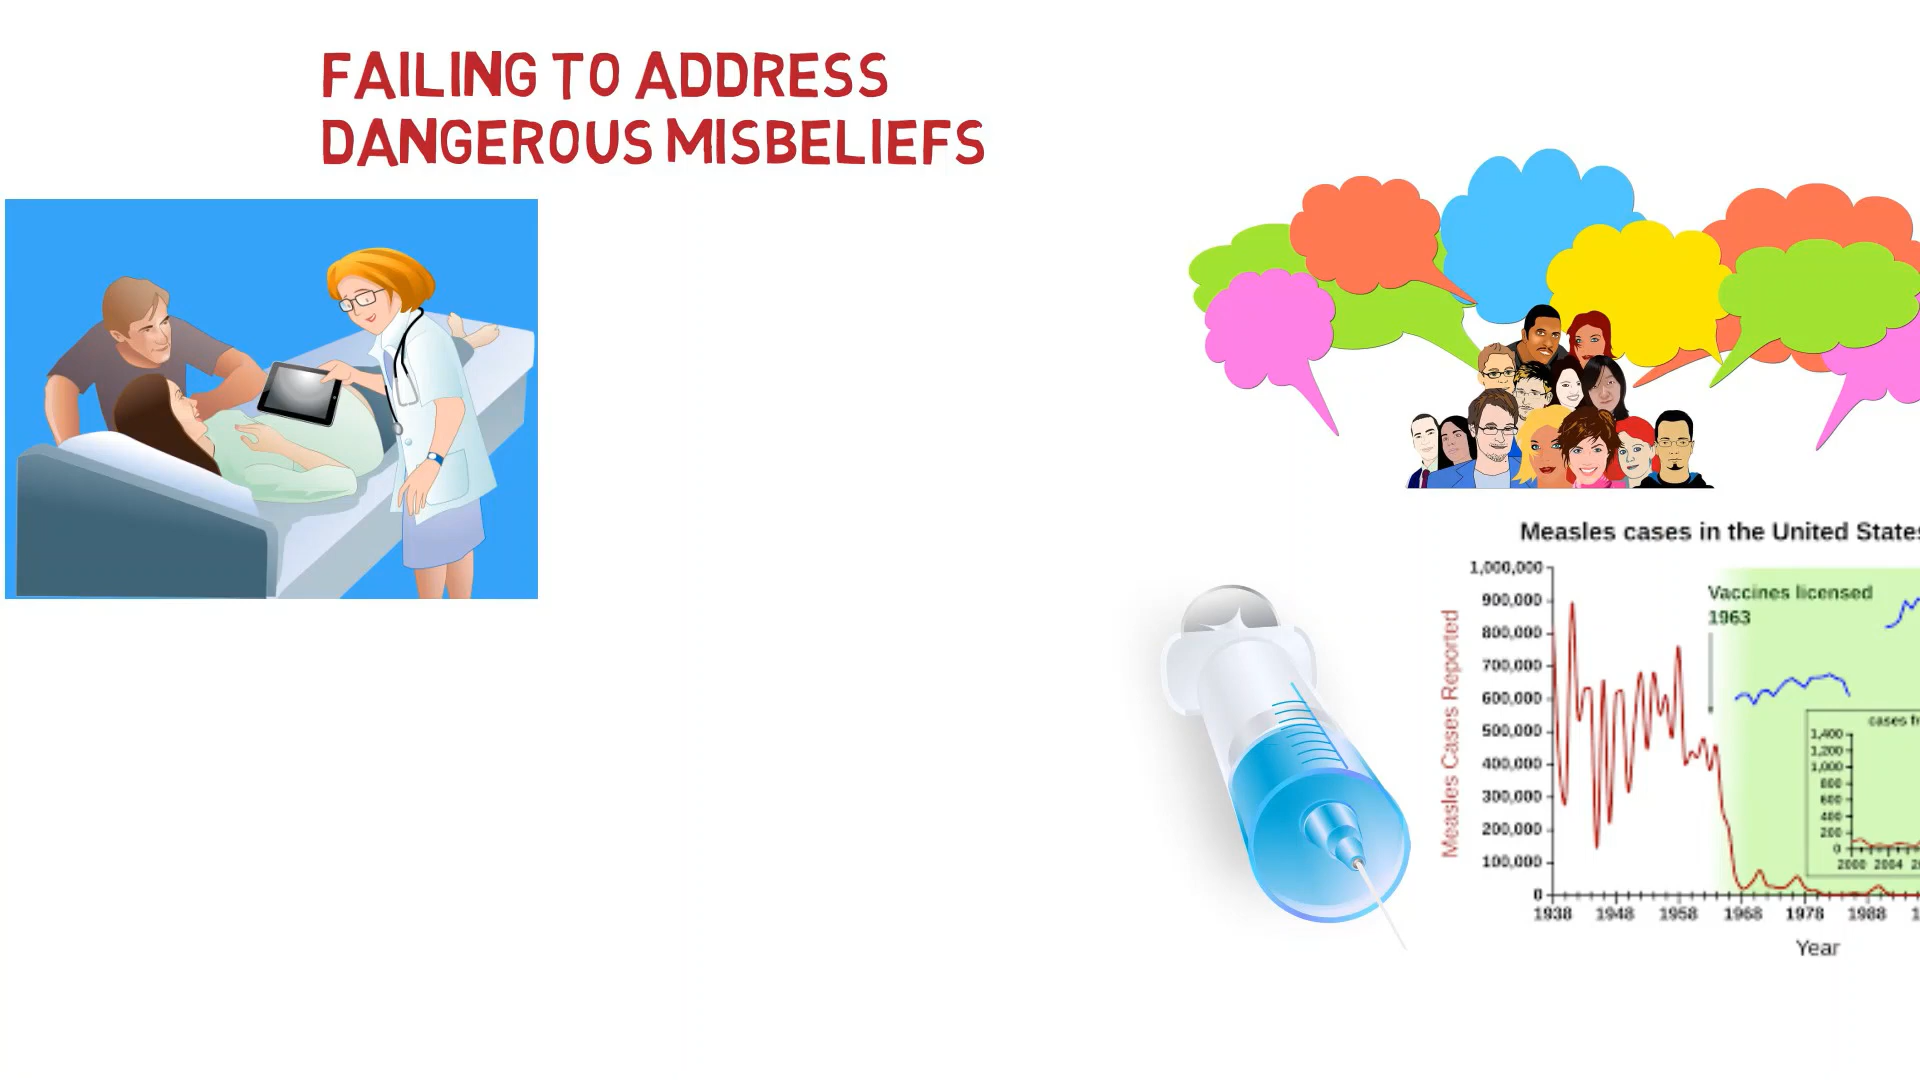 FAILING TO ADDRESS
DANGEROUS MISBELIEFS
Measles cases in the United States
Measles Cases Reported
1,000,000
900,000
800,000
700,000
600,000
500,000
400,000
300,000
200,000
100,000
0
Vaccines licensed
1963
cases
1,400
1,200
1,000
800
600
400
200
0
2000 2004
1938 1948 1958 1968 1978 1988
Year